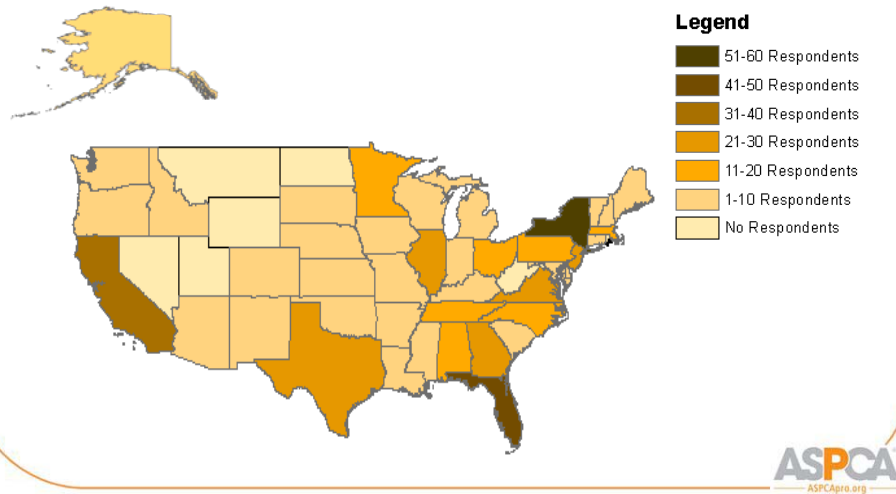 Legend
51-60 Respondents
41-50 Respondents
31-40 Respondents
21-30 Respondents
11-20 Respondents
1-10 Respondents
No Respondents
ASPCA
ASPCApro.org